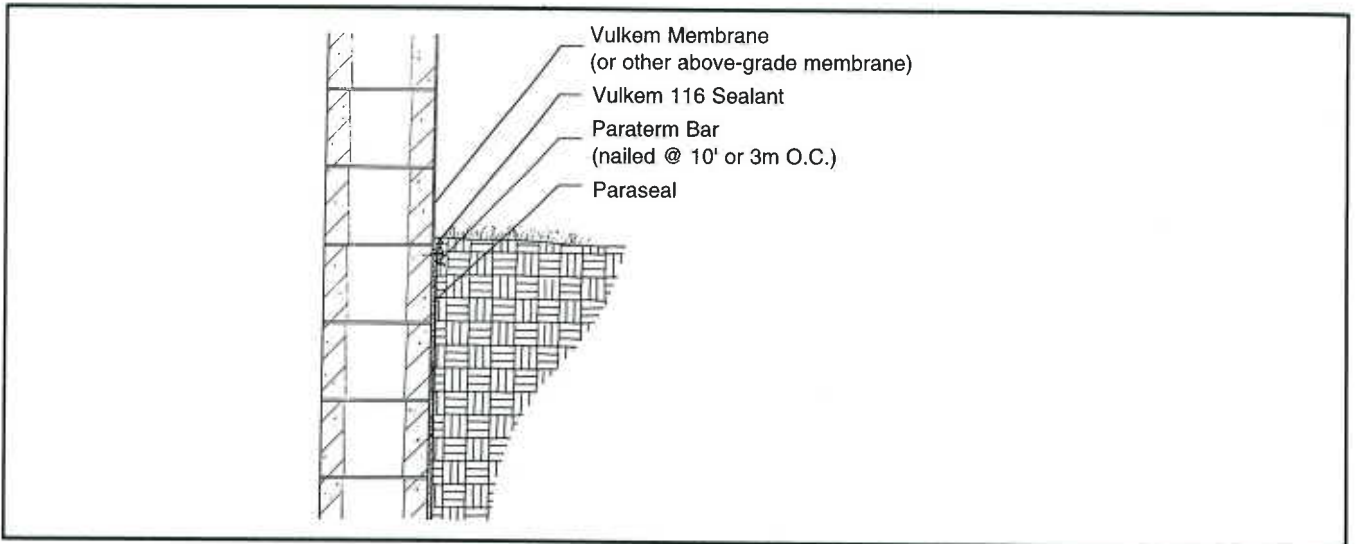 Vulkem Membrane
(or other above-grade membrane)
Vulkem 116 Sealant
Paraterm Bar
(nailed @ 10' or 3m O.C.)
Paraseal